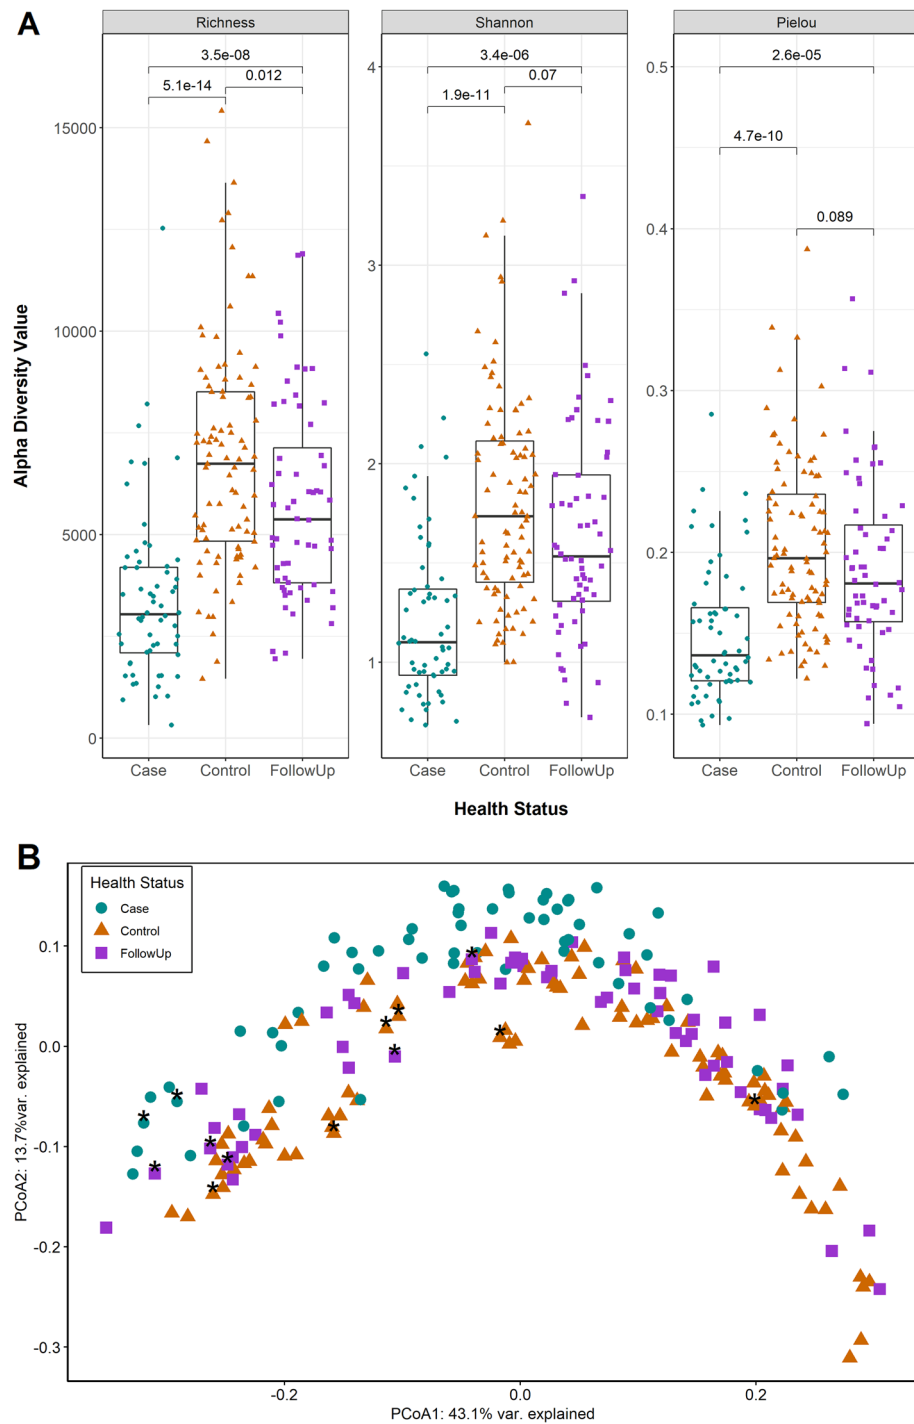 A
Richness
Shannon
Pielou
3.5e-08
5.1e-14
0.012
3.4e-06
1.9e-11
0.07
2.6e-05
4.7e-10
0.089
Alpha Diversity Value
15000
10000
5000
0
4
3
2
1
0.5
0.4
0.3
0.2
0.1
Case
Control
FollowUp
Case
Control
FollowUp
Case
Control
FollowUp
Health Status
B
Health Status
Case
Control
FollowUp
PCoA2: 13.7%var. explained
0.1
0.0
-0.1
-0.2
-0.3
-0.2
0.0
0.2
PCoA1: 43.1% var. explained